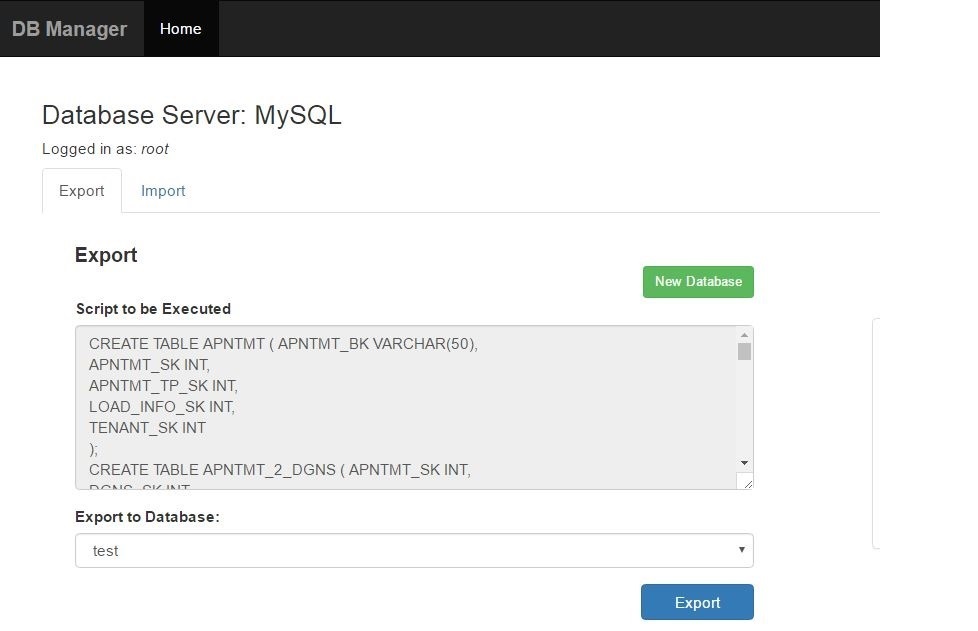 DB Manager Home
Database Server: MySQL
Logged in as: root
Export Import
Export
New Database
Script to be Executed
CREATE TABLE APNTMT ( APNTMT_BK VARCHAR(50),
APNTMT_SK INT,
APNTMT_TP_SK INT,
LOAD_INFO_SK INT,
TENANT_SK INT
);
CREATE TABLE APNTMT_2_DGNS ( APNTMT_SK INT,
DGNS_SK INT
Export to Database:
test
Export